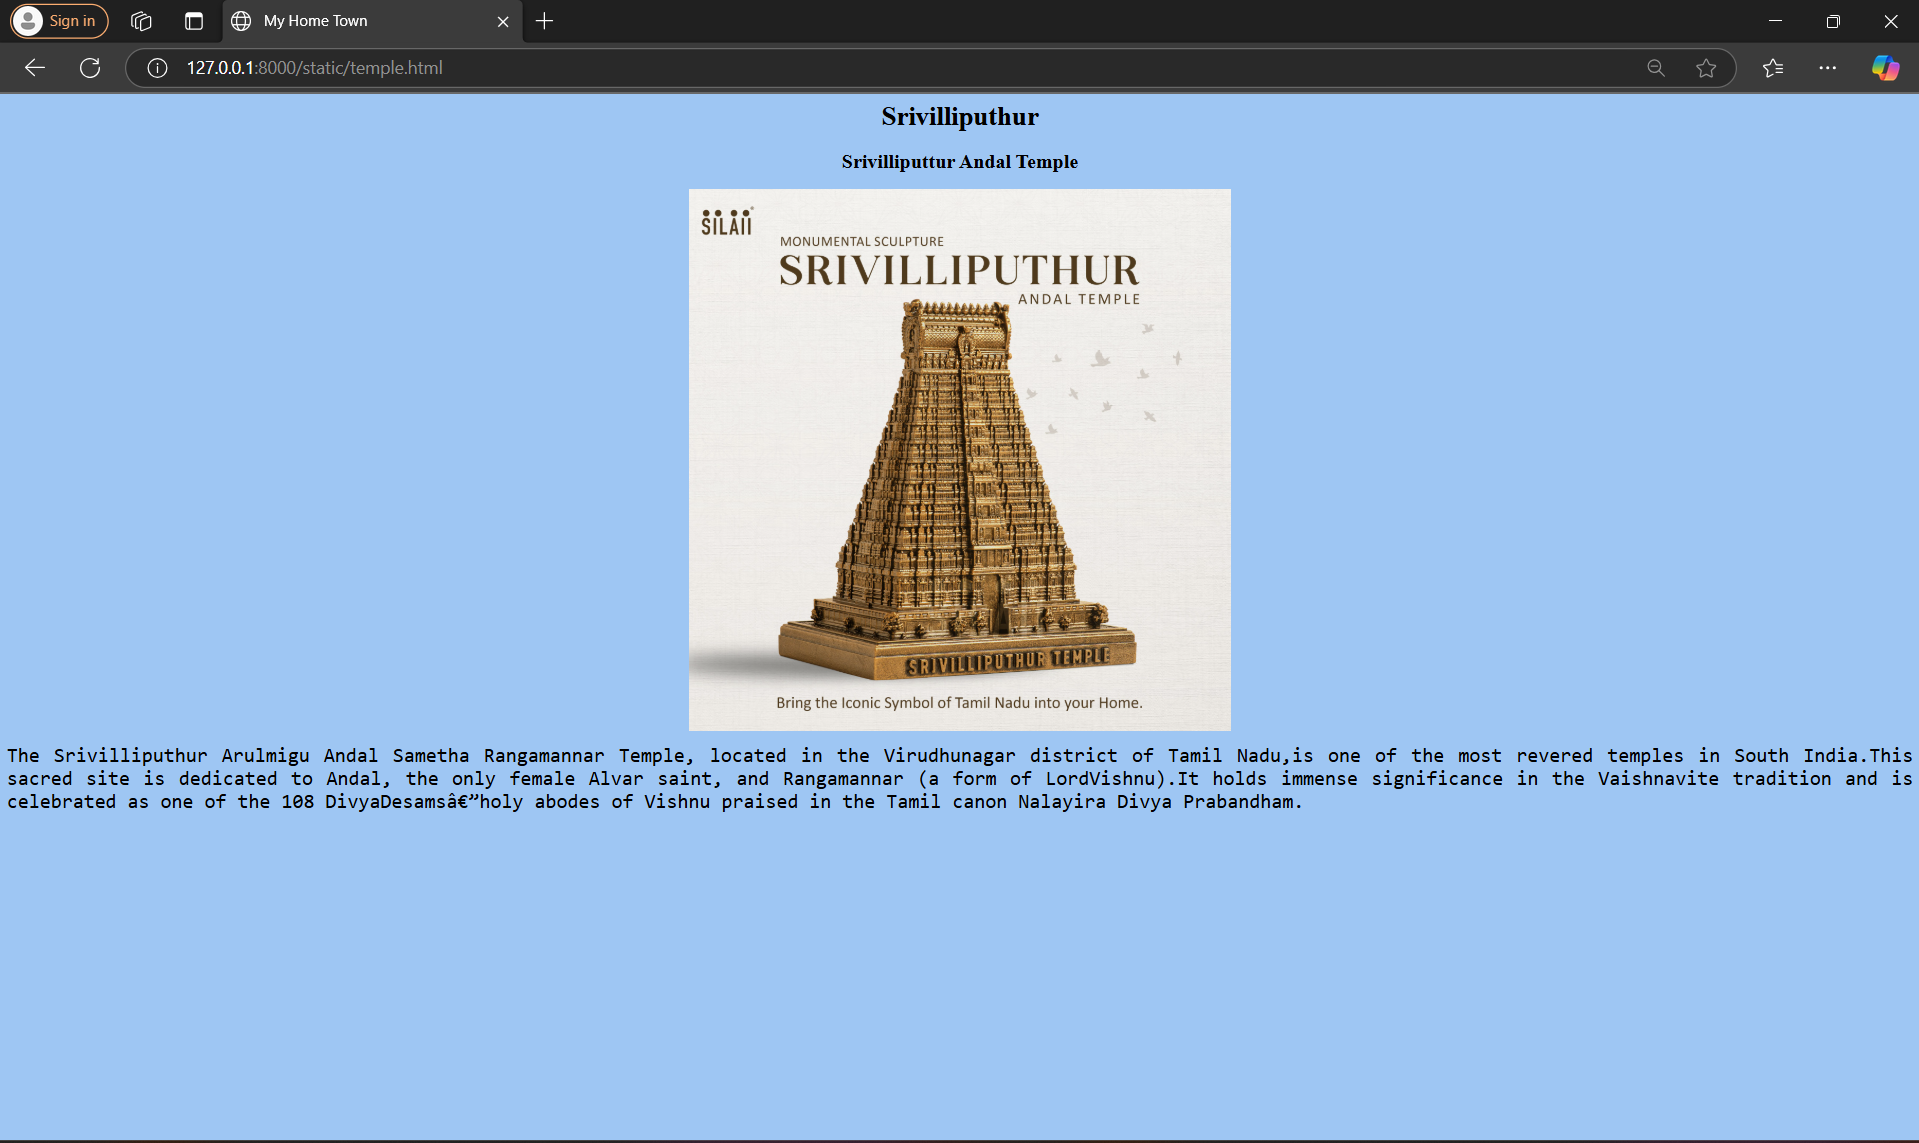 Sign in
My Home Town
127.0.0.1:8000/static/temple.html
Srivilliputhur
Srivilliputtur Andal Temple
SILAII
MONUMENTAL SCULPTURE
SRIVILLIPUTHUR
ANDAL TEMPLE
SRIVILLIPUTHUR TEMPLE
Bring the Iconic Symbol of Tamil Nadu into your Home.
The Srivilliputhur Arulmigu Andal Sametha Rangamannar Temple, located in the Virudhunagar district of Tamil Nadu,is one of the most revered temples in South India.This
sacred site is dedicated to Andal, the only female Alvar saint, and Rangamannar (a form of LordVishnu).It holds immense significance in the Vaishnavite tradition and is
celebrated as one of the 108 DivyaDesamsâ€”holy abodes of Vishnu praised in the Tamil canon Nalayira Divya Prabandham.